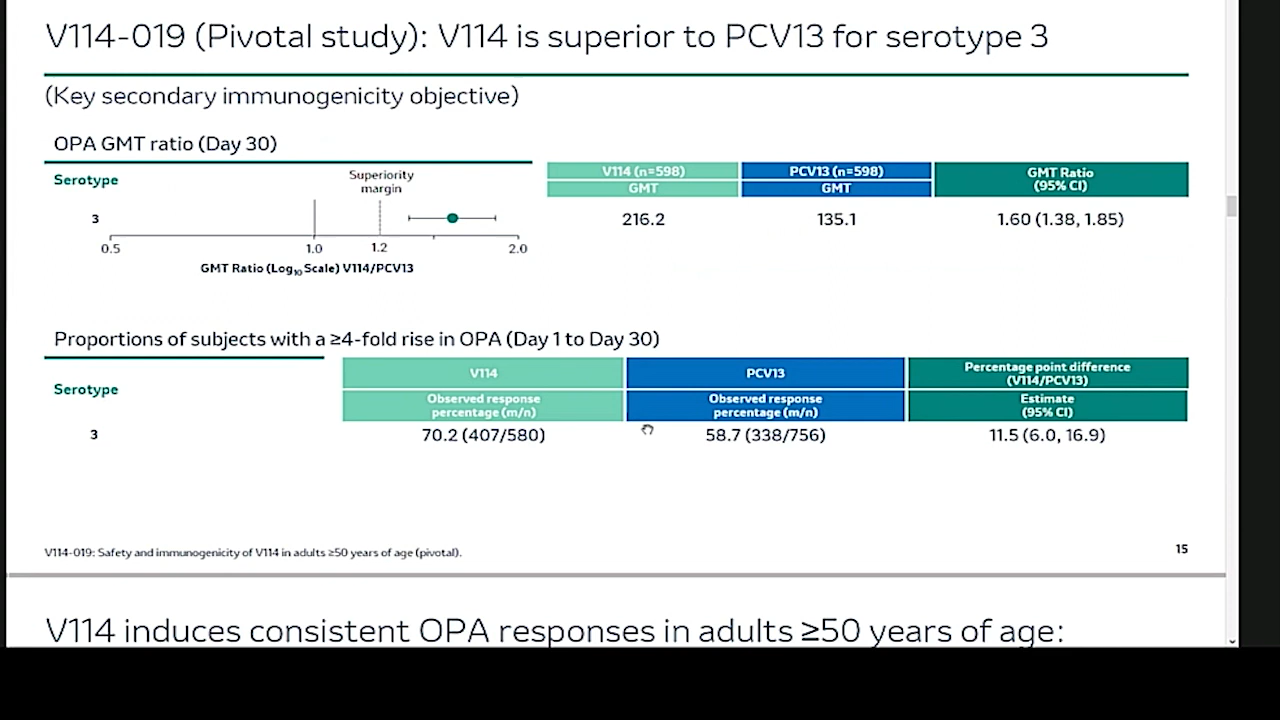 V114-019 (Pivotal study): V114 is superior to PCV13 for serotype 3
(Key secondary immunogenicity objective)
OPA GMT ratio (Day 30)
Serotype
Superiority
margin
3
0.5 1.0 1.2 2.0
GMT Ratio (Log10 Scale) V114/PCV13
V114 (n=598) PCV13 (n=598) GMT Ratio
(95% CI)
GMT GMT
216.2 135.1 1.60 (1.38, 1.85)
Proportions of subjects with a ≥4-fold rise in OPA (Day 1 to Day 30)
Serotype
V114 PCV13 Percentage point difference
(V114/PCV13)
Observed response Observed response Estimate
percentage (m/n) percentage (m/n) (95% CI)
3 70.2 (407/580) 58.7 (338/756) 11.5 (6.0, 16.9)
V114-019: Safety and immunogenicity of V114 in adults ≥50 years of age (pivotal).
15
V114 induces consistent OPA responses in adults ≥50 years of age: